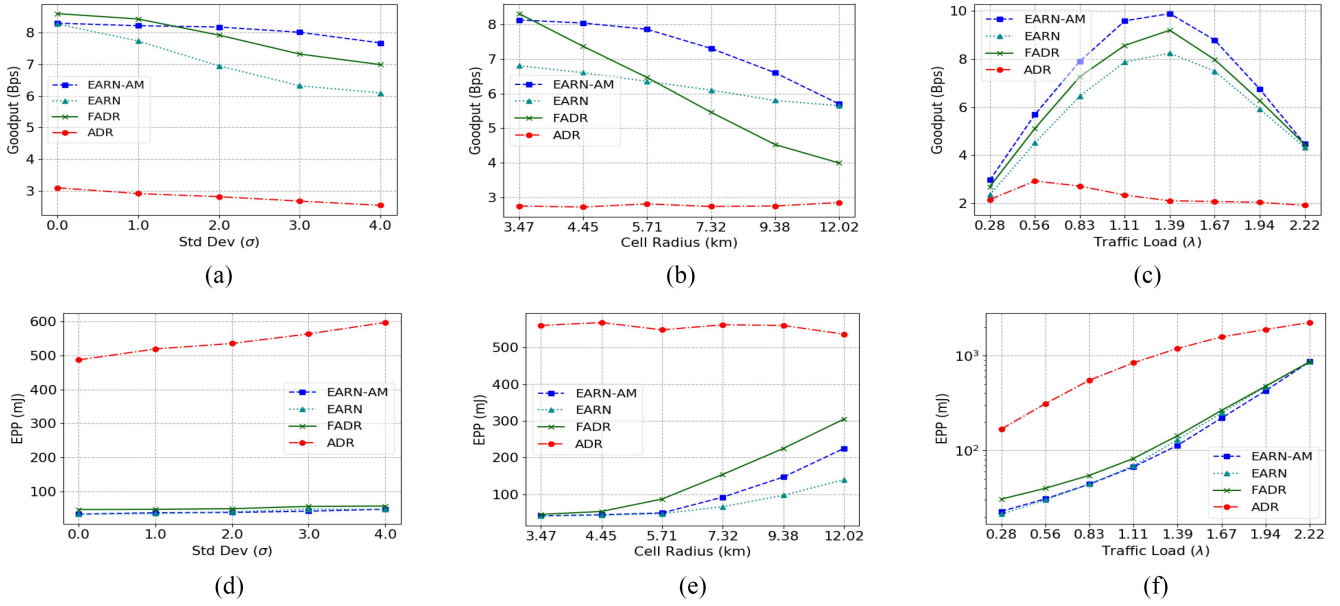 8
7
6
5
4
3
Goodput (Bps)
EARN-AM
EARN
FADR
ADR
0.0 1.0 2.0 3.0 4.0
Std Dev (σ)
(a)
8
7
6
5
4
3
Goodput (Bps)
EARN-AM
EARN
FADR
ADR
3.47 4.45 5.71 7.32 9.38 12.02
Cell Radius (km)
(b)
10
8
6
4
2
Goodput (Bps)
EARN-AM
EARN
FADR
ADR
0.28 0.56 0.83 1.11 1.39 1.67 1.94 2.22
Traffic Load (λ)
(c)
600
500
400
300
200
100
EPP (mJ)
EARN-AM
EARN
FADR
ADR
0.0 1.0 2.0 3.0 4.0
Std Dev (σ)
(d)
500
400
300
200
100
EPP (mJ)
EARN-AM
EARN
FADR
ADR
3.47 4.45 5.71 7.32 9.38 12.02
Cell Radius (km)
(e)
10³
10²
EPP (mJ)
EARN-AM
EARN
FADR
ADR
0.28 0.56 0.83 1.11 1.39 1.67 1.94 2.22
Traffic Load (λ)
(f)